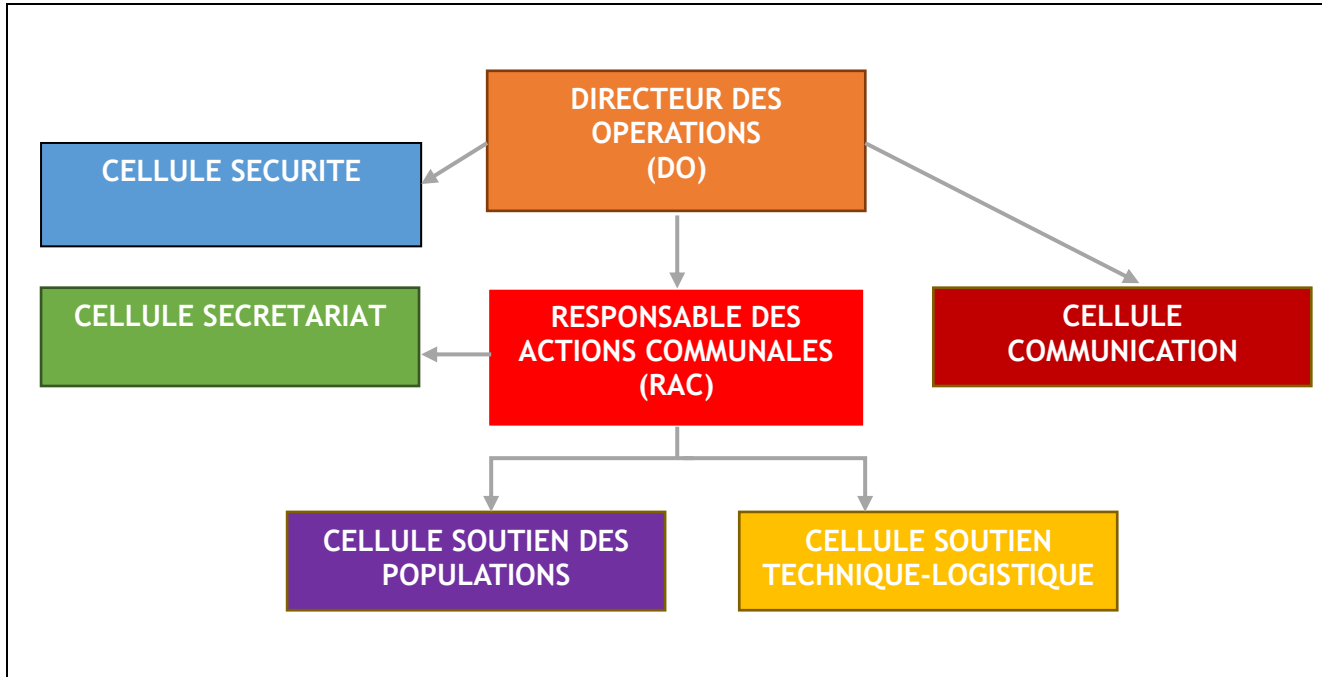 DIRECTEUR DES
OPERATIONS
(DO)
CELLULE SECURITE
CELLULE SECRETARIAT
RESPONSABLE DES
ACTIONS COMMUNALES
(RAC)
CELLULE
COMMUNICATION
CELLULE SOUTIEN DES
POPULATIONS
CELLULE SOUTIEN
TECHNIQUE-LOGISTIQUE